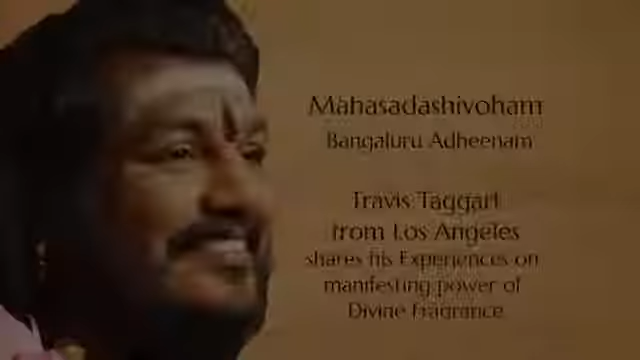 Mahasadashivoham
Bangaluru Adheenam
Travis Taggart
from Los Angeles
shares his Experiences on
manifesting power of
Divine Fragrance